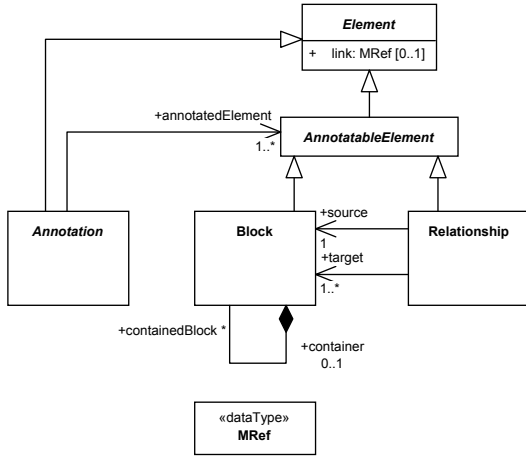 Element
+ link: MRef [0..1]
+annotatedElement
1..*
AnnotatableElement
Annotation
Block
+source
1
+target
1..*
Relationship
+containedBlock *
+container
0..1
«dataType»
MRef